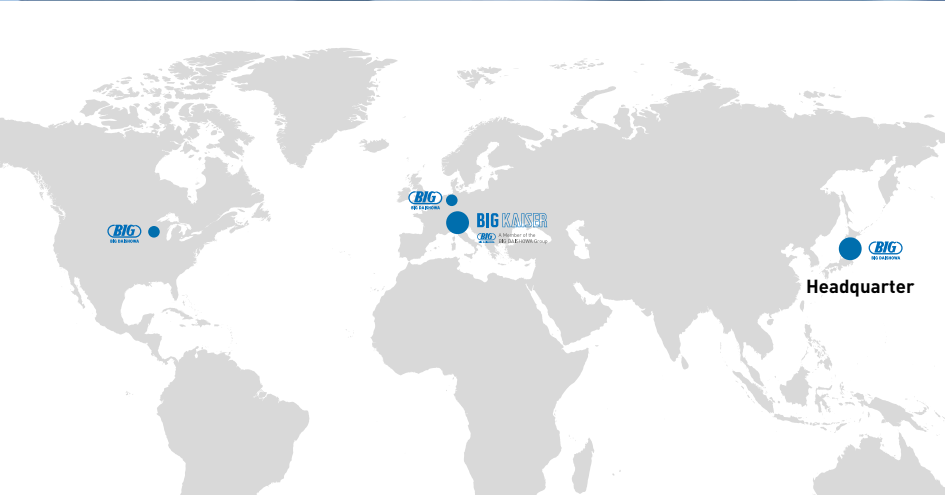 BIG
BIG DAISHOWA
BIG KAISER
BIG
A Member of the
BIG DAISHOWA Group
BIG
BIG DAISHOWA
BIG
BIG DAISHOWA
Headquarter